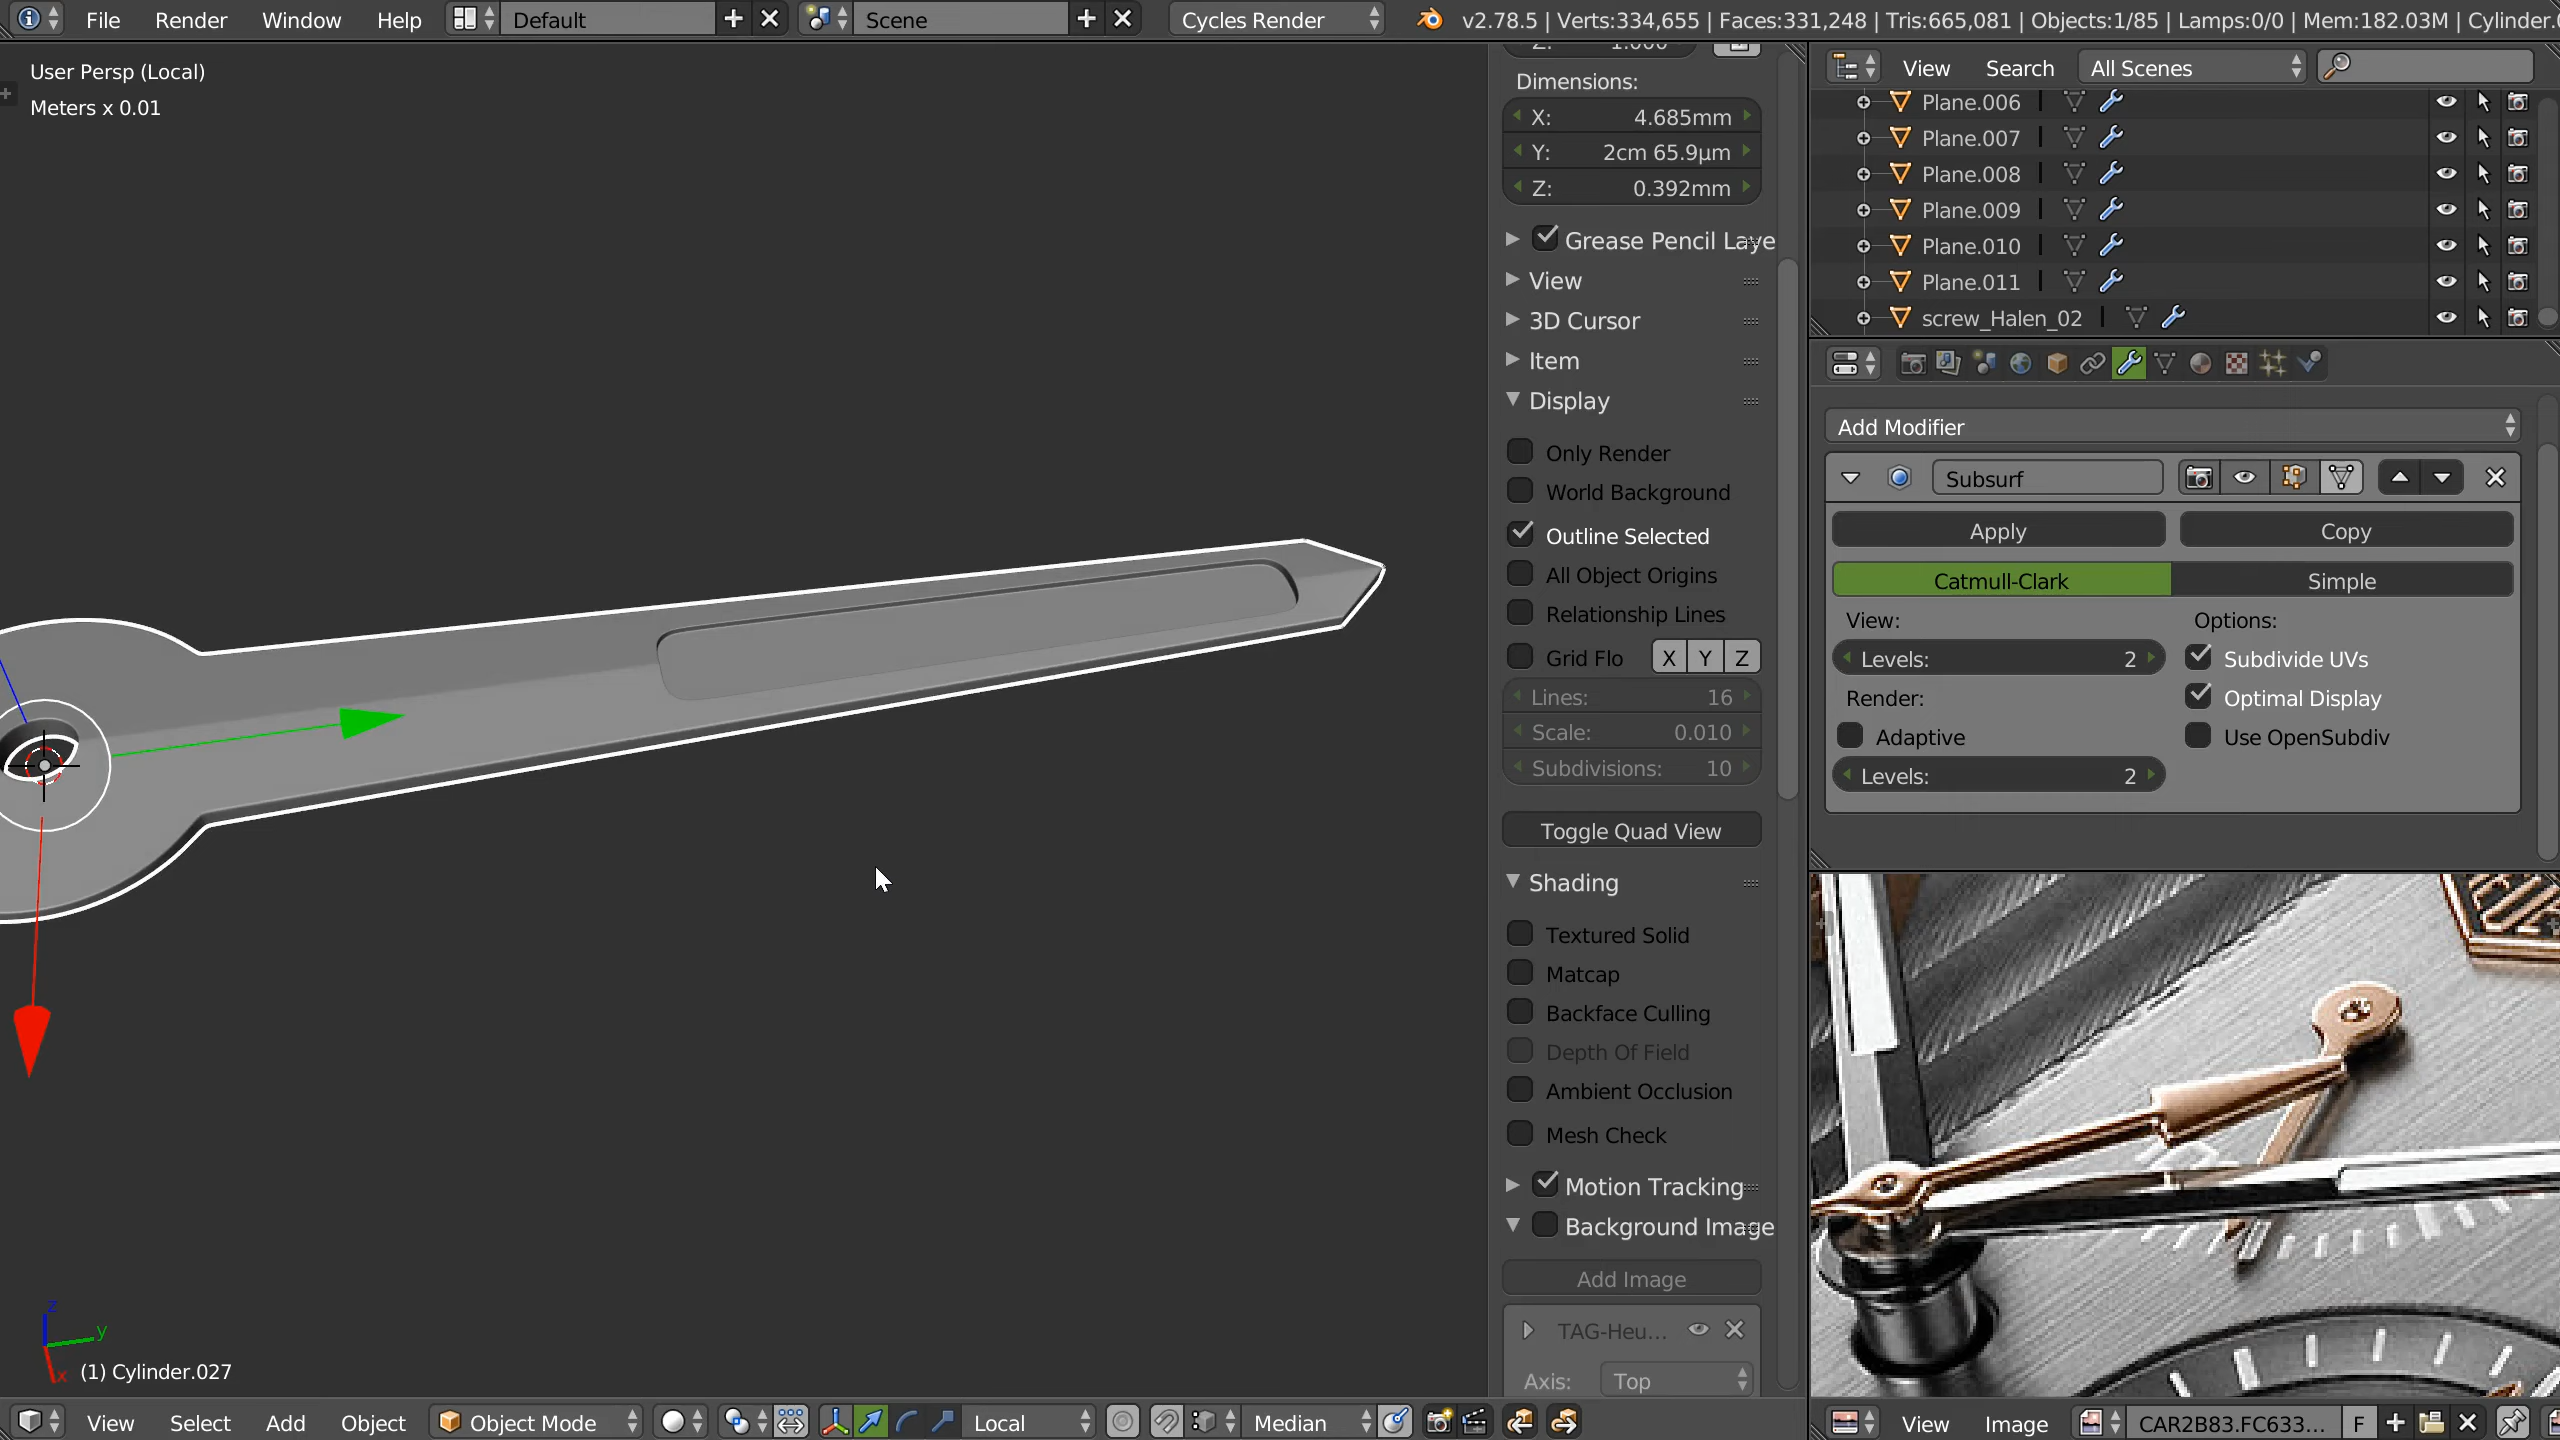 File Render Window Help Default Scene Cycles Render v2.78.5 | Verts:334,655 | Faces:331,248 | Tris:665,081 | Objects:1/85 | Lamps:0/0 | Mem:182.03M | Cylinder.0
User Persp (Local)
Meters x 0.01
Z: 1.000
Dimensions:
X: 4.685mm
Y: 2cm 65.9µm
Z: 0.392mm
Grease Pencil Laye
View
3D Cursor
Item
Display
Only Render
World Background
Outline Selected
All Object Origins
Relationship Lines
Grid Flo X Y Z
Lines: 16
Scale: 0.010
Subdivisions: 10
Toggle Quad View
Shading
Textured Solid
Matcap
Backface Culling
Depth Of Field
Ambient Occlusion
Mesh Check
Motion Tracking
Background Image
Add Image
TAG-Heu...
Axis: Top
View Search All Scenes
Plane.006
Plane.007
Plane.008
Plane.009
Plane.010
Plane.011
screw_Halen_02
Add Modifier
Subsurf
Apply Copy
Catmull-Clark Simple
View: Options:
Levels: 2 Subdivide UVs
Render: Optimal Display
Adaptive Use OpenSubdiv
Levels: 2
z
y
x
(1) Cylinder.027
View Select Add Object Object Mode Local Median
View Image CAR2B83.FC633... F